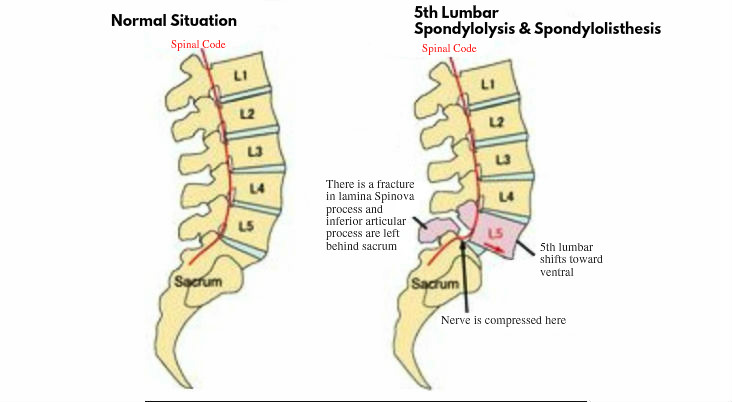 Normal Situation
5th Lumbar
Spondylolysis & Spondylolisthesis
Spinal Code
Spinal Code
L1
L2
L3
L4
L5
Sacrum
L1
L2
L3
L4
L5
Sacrum
There is a fracture
in lamina Spinova
process and
inferior articular
process are left
behind sacrum
5th lumbar
shifts toward
ventral
Nerve is compressed here